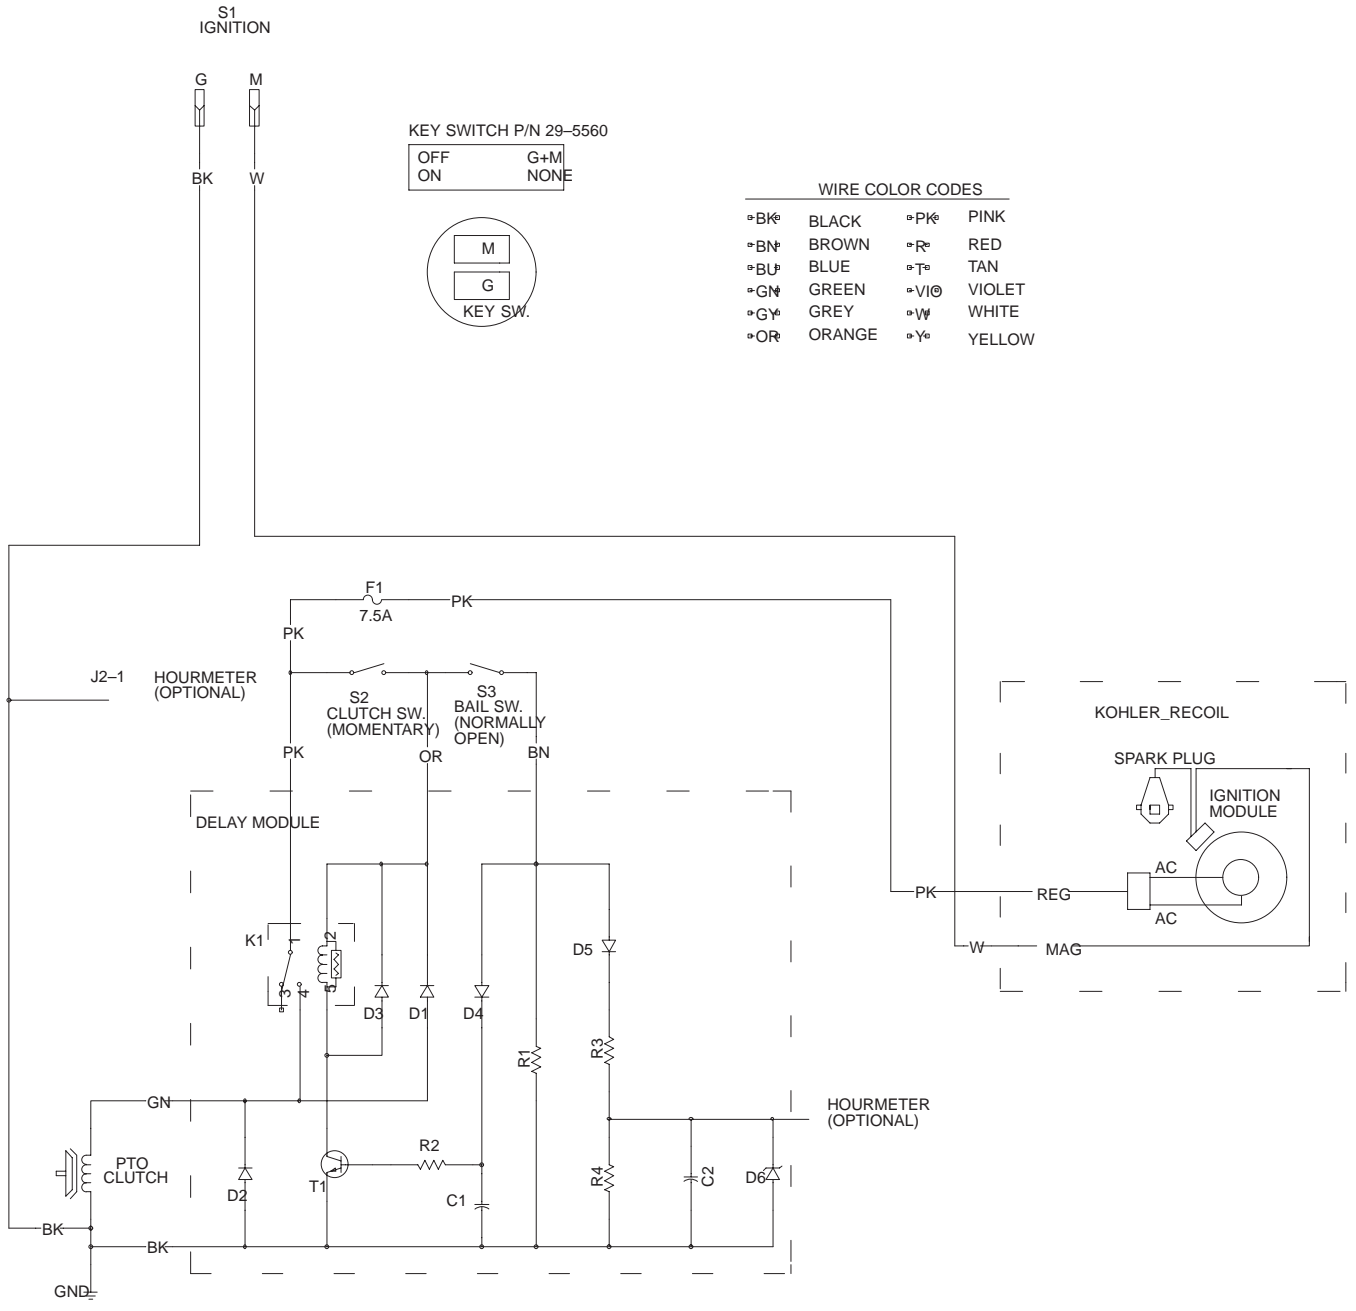 S1
IGNITION
G M
KEY SWITCH P/N 29–5560
OFF G+M
ON NONE
BK W
WIRE COLOR CODES
BK BLACK PK PINK
BN BROWN R RED
BU BLUE T TAN
GN GREEN VIO VIOLET
GY GREY W WHITE
OR ORANGE Y YELLOW
M
G
KEY SW.
F1
7.5A
PK
PK
J2–1
HOURMETER
(OPTIONAL)
S2
CLUTCH SW.
(MOMENTARY)
S3
BAIL SW.
(NORMALLY
OPEN)
PK
OR
BN
KOHLER_RECOIL
SPARK PLUG
IGNITION
MODULE
AC
AC
PK REG
W MAG
DELAY MODULE
K1
1
2
3
4
5
D3 D1 D4
D5
R1
R3
GN
HOURMETER
(OPTIONAL)
PTO
CLUTCH
D2
T1
R2
C1
R4
C2
D6
BK
BK
GND